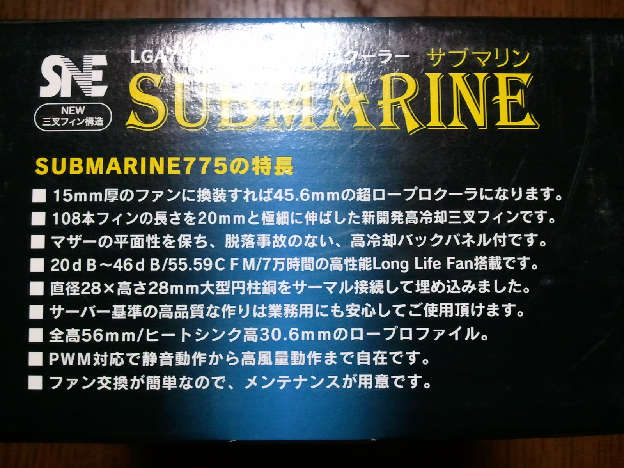 SNE
NEW
三叉フィン構造
クーラー サブマリン
SUBMARINE
SUBMARINE775の特長
■ 15mm厚のファンに換装すれば45.6mmの超ロープロクーラになります。
■ 108本フィンの長さを20mmと極細に伸ばした新開発高冷却三叉フィンです。
■ マザーの平面性を保ち、脱落事故のない、高冷却バックパネル付です。
■ 20dB～46dB/55.59CFM/7万時間の高性能Long Life Fan搭載です。
■ 直径28×高さ28mm大型円柱銅をサーマル接続して埋め込みました。
■ サーバー基準の高品質な作りは業務用にも安心してご使用頂けます。
■ 全高56mm/ヒートシンク高30.6mmのロープロファイル。
■ PWM対応で静音動作から高風量動作まで自在です。
■ ファン交換が簡単なので、メンテナンスが用意です。